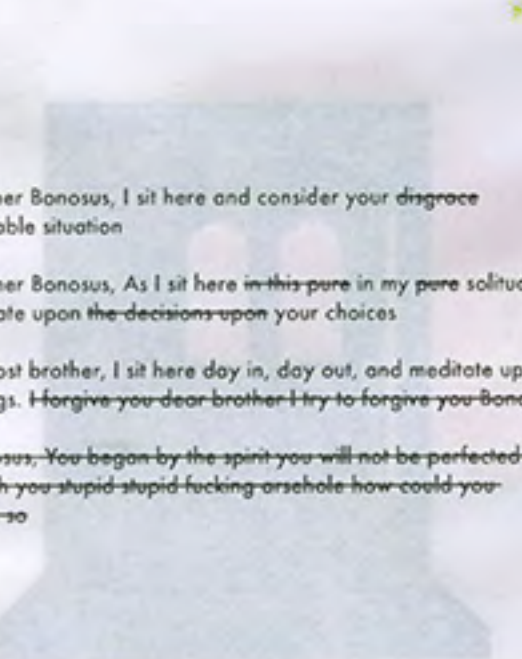 er Bonosus, I sit here and consider your disgrace
able situation
er Bonosus, As I sit here in this pure in my pure solitud
ate upon the decisions upon your choices
ost brother, I sit here day in, day out, and meditate up
gs. I forgive you dear brother I try to forgive you Bono
osus, You began by the spirit you will not be perfected
h you stupid stupid fucking arsehole how could you
so